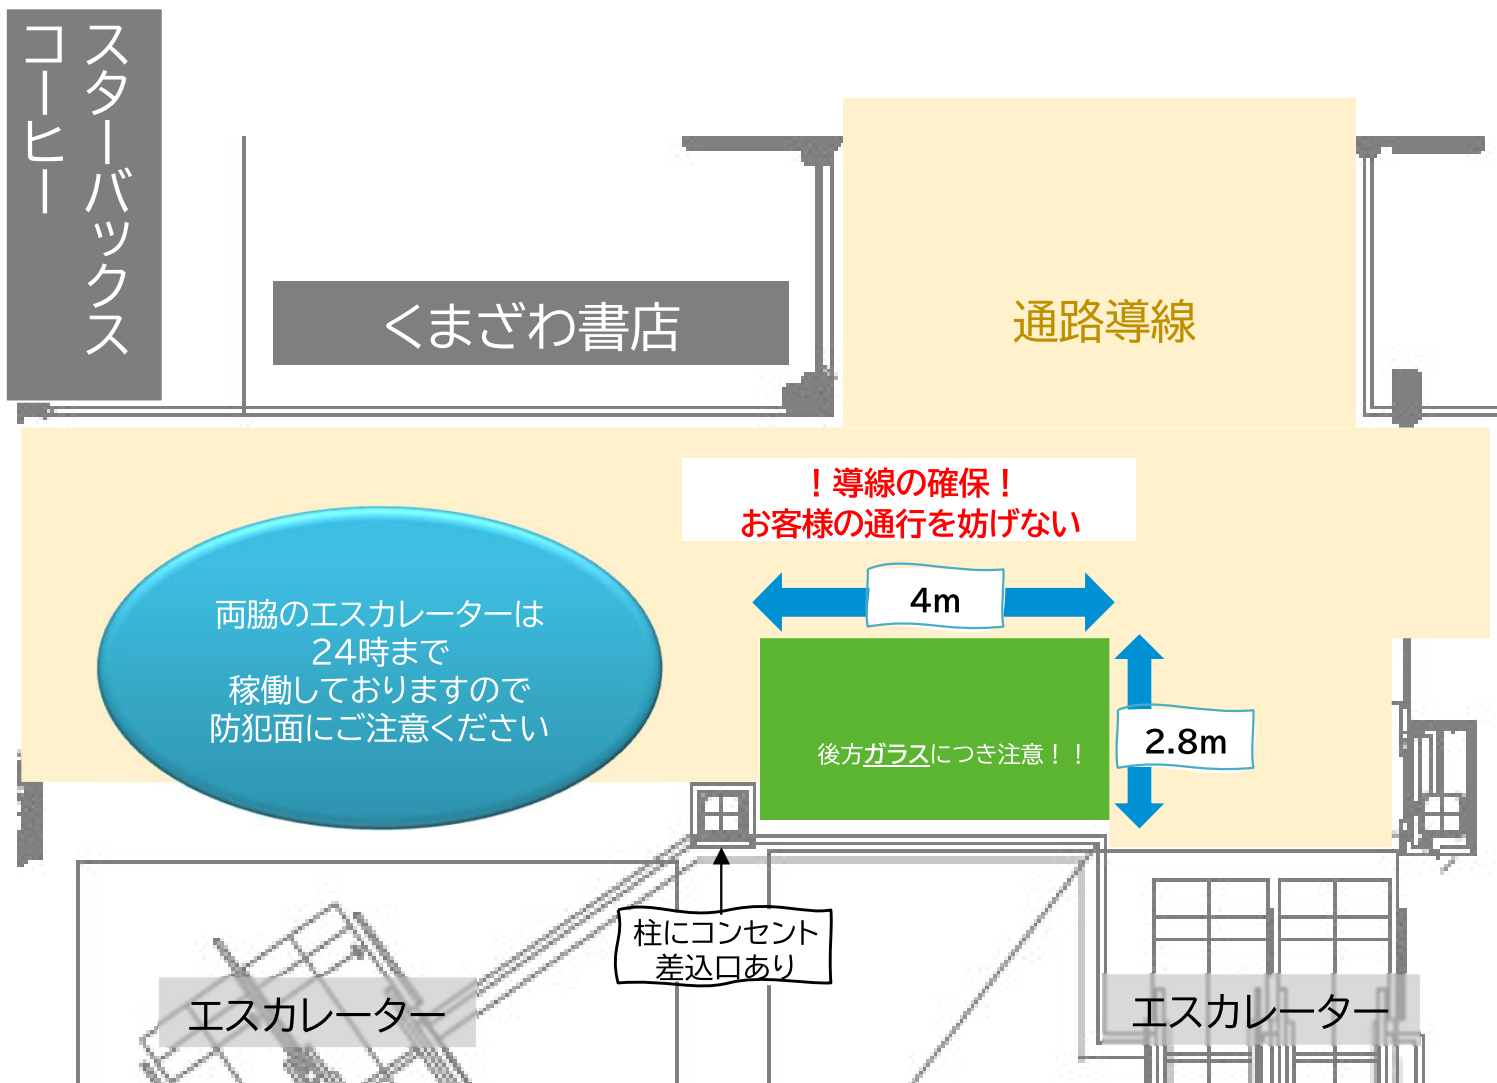 スターバックス
コーヒー
くまざわ書店
通路導線
！導線の確保！
お客様の通行を妨げない
4m
両脇のエスカレーターは
24時まで
稼働しておりますので
防犯面にご注意ください
後方ガラスにつき注意！！
2.8m
柱にコンセント
差込口あり
エスカレーター
エスカレーター